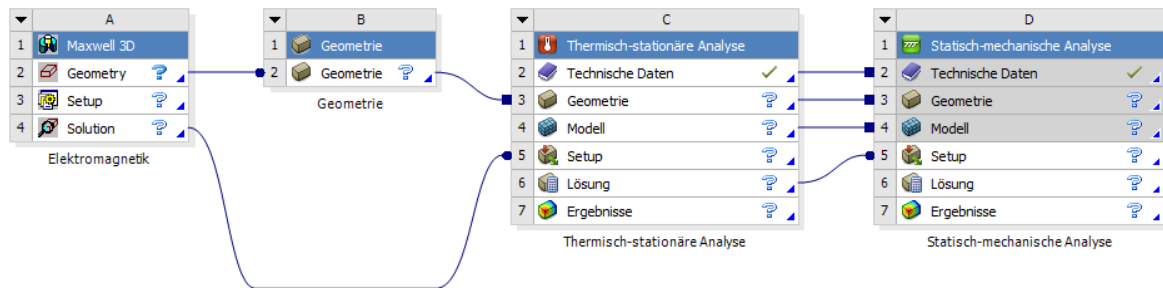 A
1 Maxwell 3D
2 Geometry ?
3 Setup ?
4 Solution ?
Elektromagnetik
B
1 Geometrie
2 Geometrie ?
Geometrie
C
1 Thermisch-stationäre Analyse
2 Technische Daten ✓
3 Geometrie ?
4 Modell ?
5 Setup ?
6 Lösung ?
7 Ergebnisse ?
Thermisch-stationäre Analyse
D
1 Statisch-mechanische Analyse
2 Technische Daten ✓
3 Geometrie ?
4 Modell ?
5 Setup ?
6 Lösung ?
7 Ergebnisse ?
Statisch-mechanische Analyse